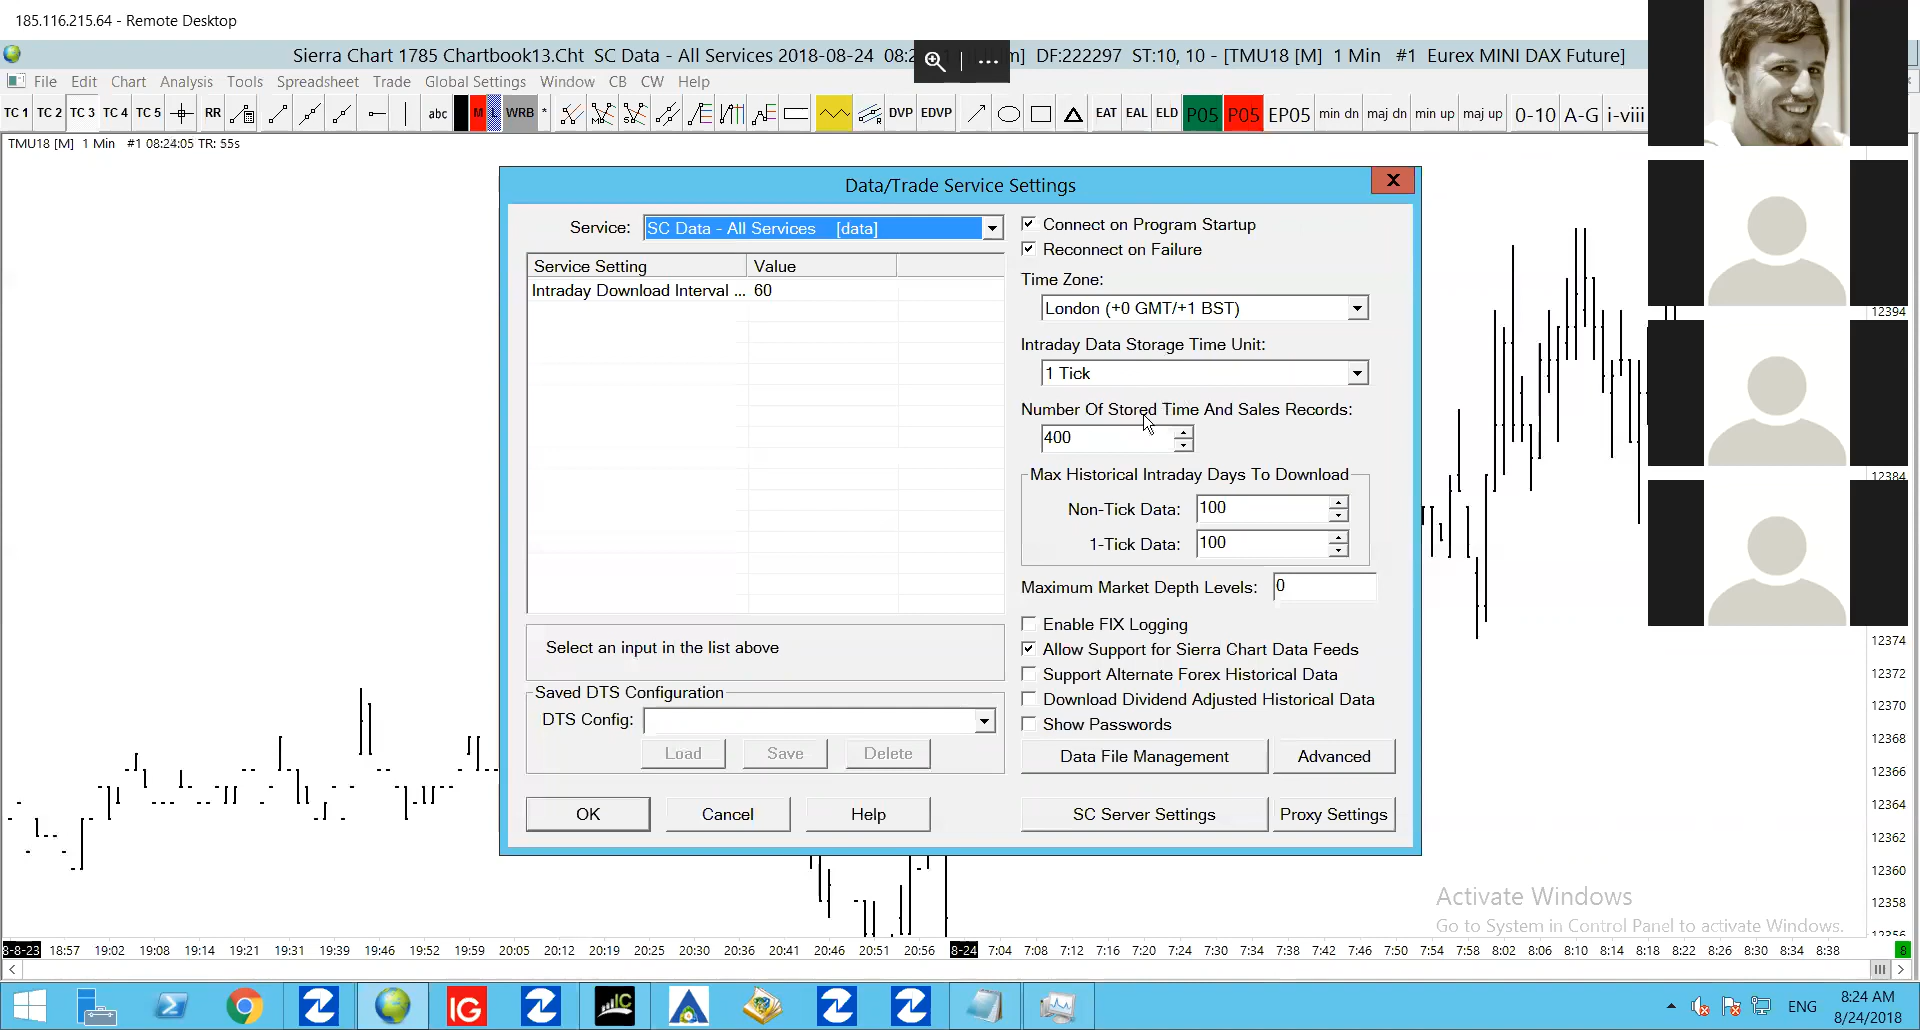 185.116.215.64 - Remote Desktop
Sierra Chart 1785 Chartbook13.Cht SC Data - All Services 2018-08-24 08:2
m] DF:222297 ST:10, 10 - [TMU18 [M] 1 Min #1 Eurex MINI DAX Future]
File Edit Chart Analysis Tools Spreadsheet Trade Global Settings Window CB CW Help
TC 1 TC 2 TC 3 TC 4 TC 5 RR abc M WRB * DVP EDVP EAT EAL ELD P05 P05 EP05 min dn maj dn min up maj up 0-10 A-G i-viii
TMU18 [M] 1 Min #1 08:24:05 TR: 55s
Data/Trade Service Settings
X
Service: SC Data - All Services [data]
Service Setting Value
Intraday Download Interval ... 60
Select an input in the list above
Saved DTS Configuration
DTS Config:
Load Save Delete
OK Cancel Help
Connect on Program Startup
Reconnect on Failure
Time Zone:
London (+0 GMT/+1 BST)
Intraday Data Storage Time Unit:
1 Tick
Number Of Stored Time And Sales Records:
400
Max Historical Intraday Days To Download
Non-Tick Data: 100
1-Tick Data: 100
Maximum Market Depth Levels: 0
Enable FIX Logging
Allow Support for Sierra Chart Data Feeds
Support Alternate Forex Historical Data
Download Dividend Adjusted Historical Data
Show Passwords
Data File Management Advanced
SC Server Settings Proxy Settings
12394
12384
12374
12372
12370
12368
12366
12364
12362
12360
12358
12356
Activate Windows
Go to System in Control Panel to activate Windows.
8-8-23 18:57 19:02 19:08 19:14 19:21 19:31 19:39 19:46 19:52 19:59 20:05 20:12 20:19 20:25 20:30 20:36 20:41 20:46 20:51 20:56 8-24 7:04 7:08 7:12 7:16 7:20 7:24 7:30 7:34 7:38 7:42 7:46 7:50 7:54 7:58 8:02 8:06 8:10 8:14 8:18 8:22 8:26 8:30 8:34 8:38 8
IG IC
ENG
8:24 AM
8/24/2018